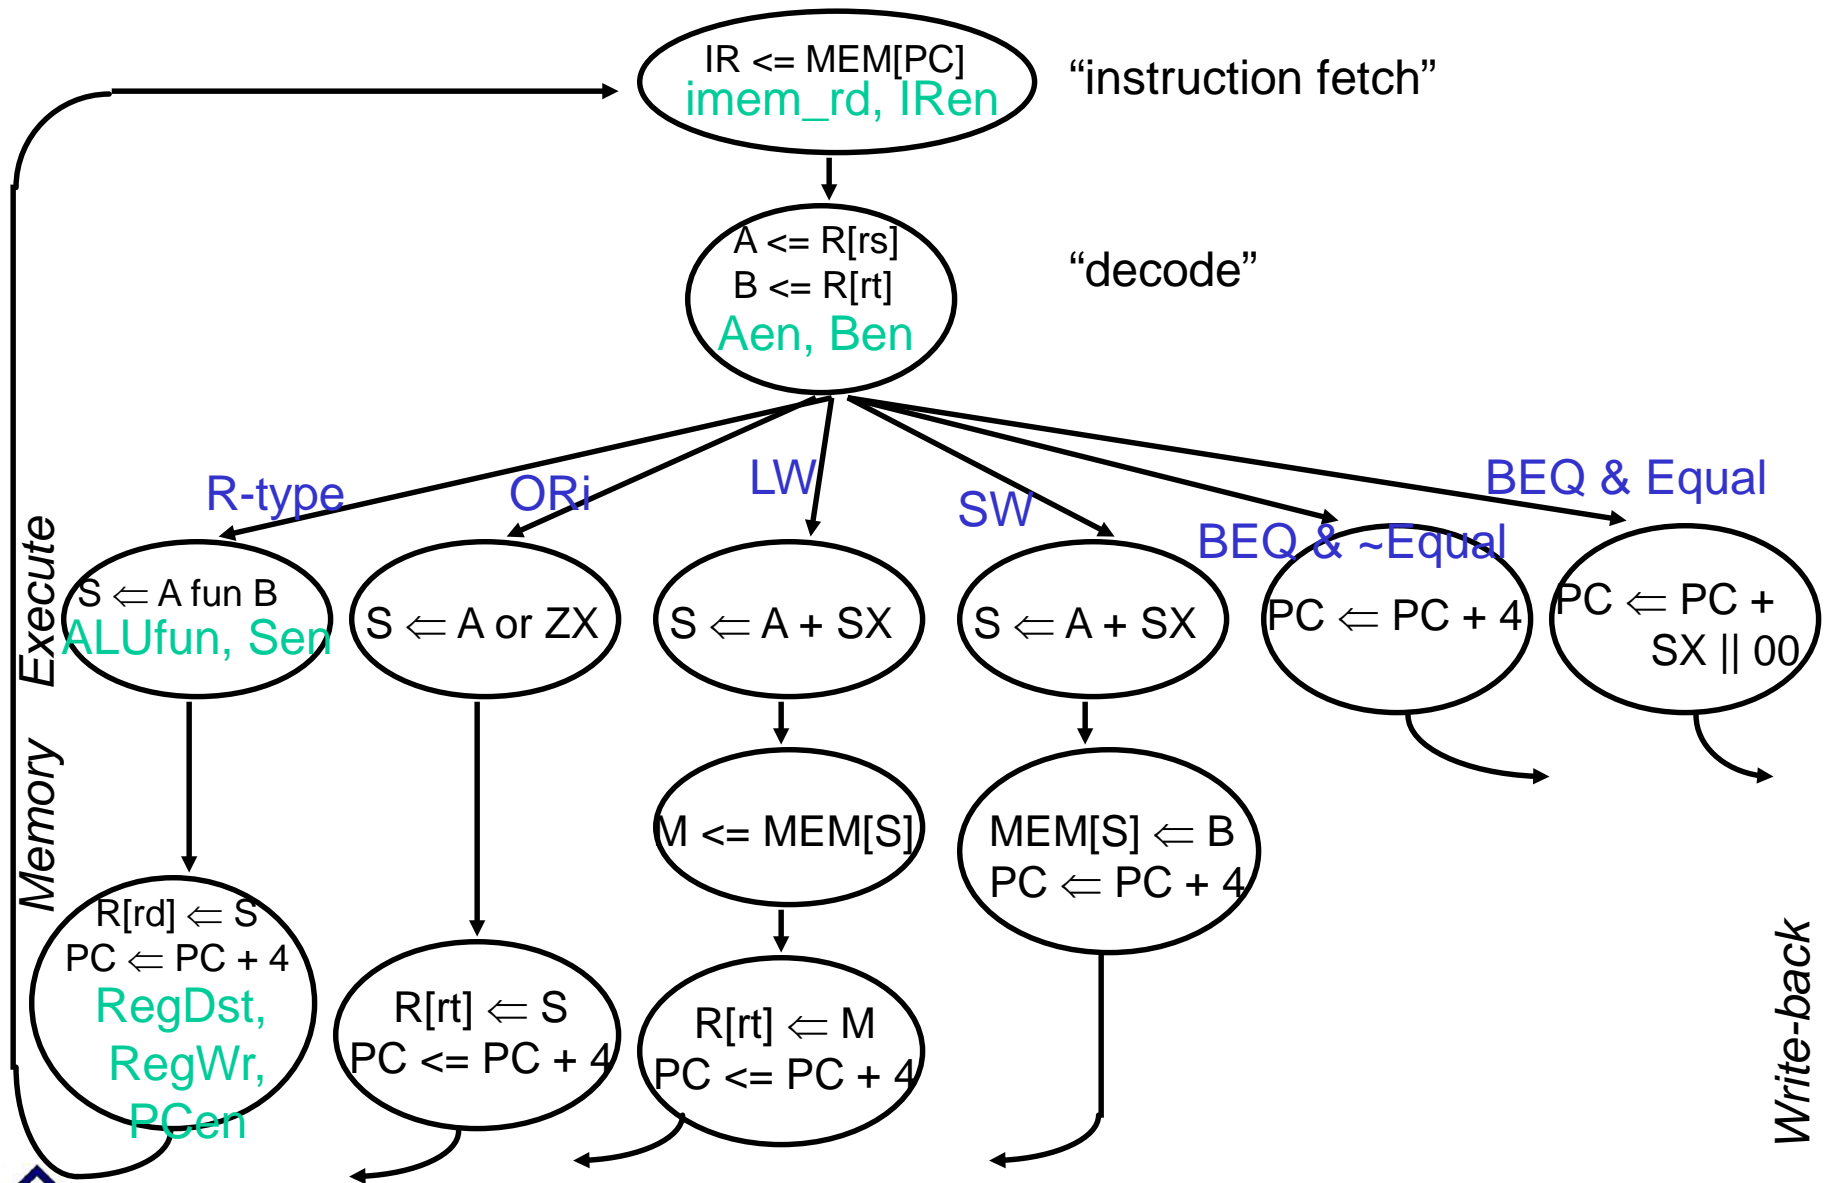 IR <= MEM[PC]
imem_rd, IRen
“instruction fetch”
A <= R[rs]
B <= R[rt]
Aen, Ben
“decode”
R-type
ORi
LW
SW
BEQ & ~Equal
BEQ & Equal
Execute
S ⇐ A fun B
ALUfun, Sen
S ⇐ A or ZX
S ⇐ A + SX
S ⇐ A + SX
PC ⇐ PC + 4
PC ⇐ PC +
SX || 00
Memory
M <= MEM[S]
MEM[S] ⇐ B
PC ⇐ PC + 4
R[rd] ⇐ S
PC ⇐ PC + 4
RegDst,
RegWr,
PCen
R[rt] ⇐ S
PC <= PC + 4
R[rt] ⇐ M
PC <= PC + 4
Write-back